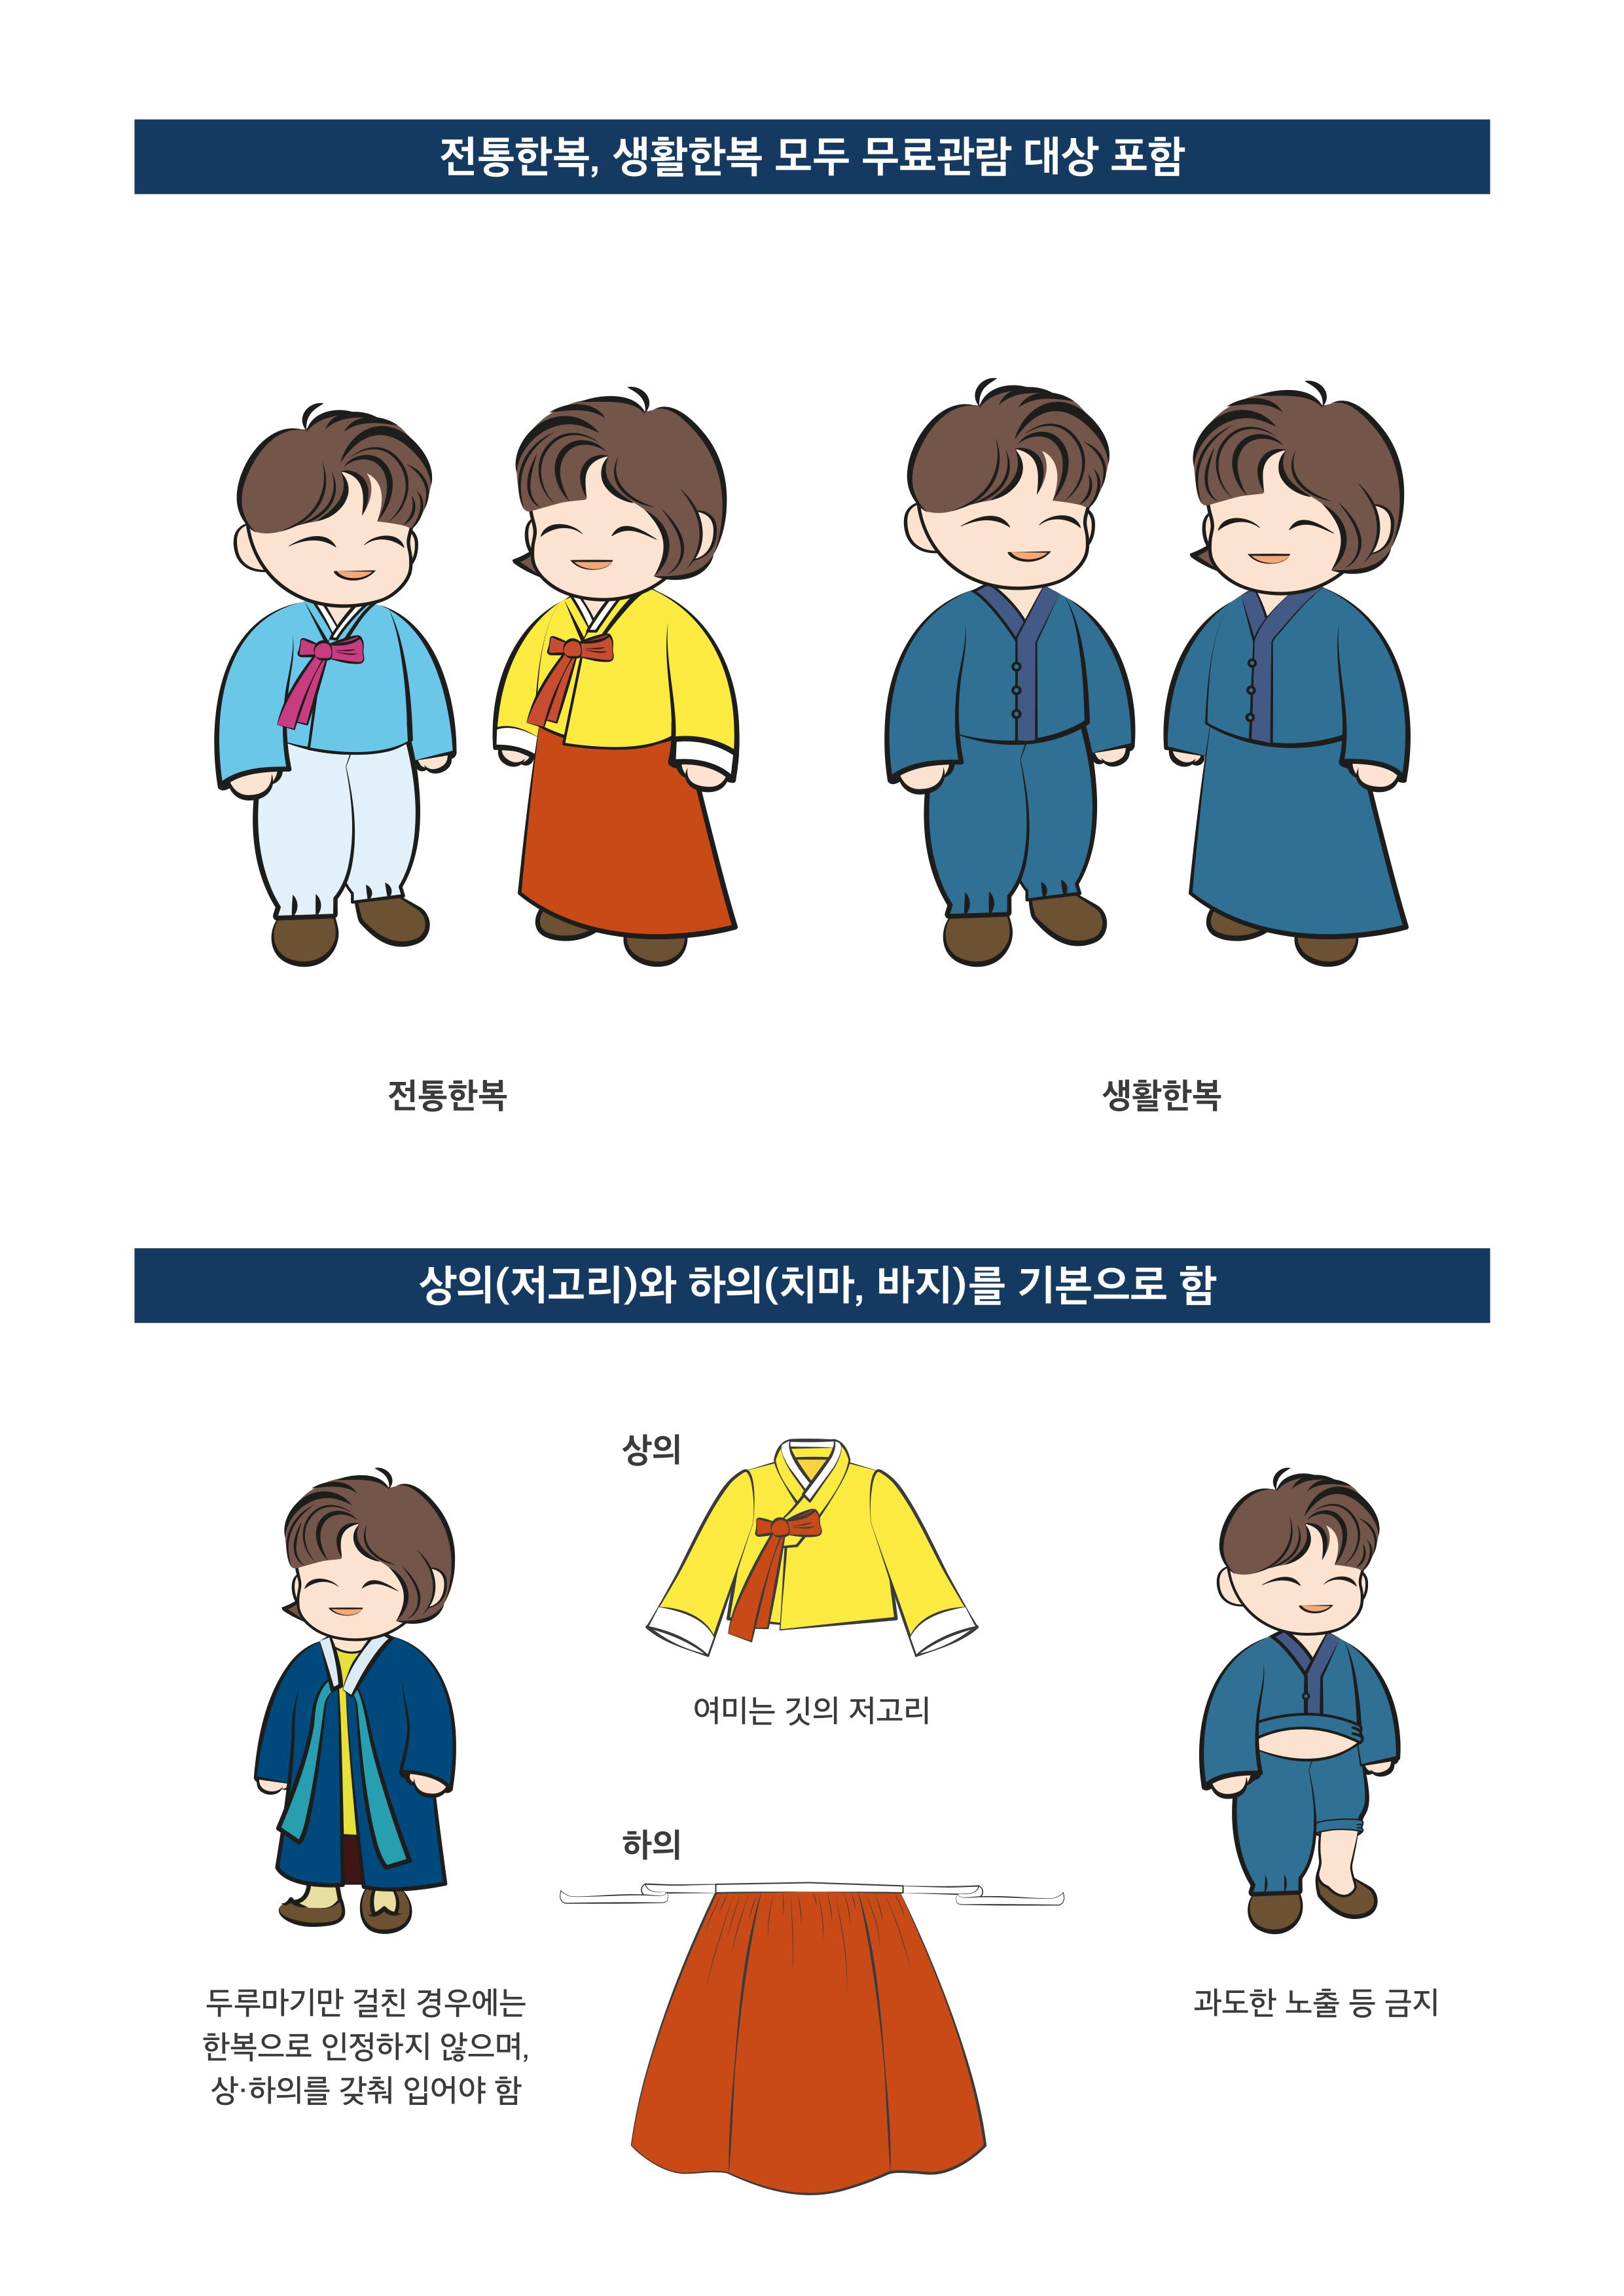 전통한복, 생활한복 모두 무료관람 대상 포함
전통한복
생활한복
상의(저고리)와 하의(치마, 바지)를 기본으로 함
상의
여미는 깃의 저고리
하의
두루마기만 걸친 경우에는
한복으로 인정하지 않으며,
상·하의를 갖춰 입어야 함
과도한 노출 등 금지